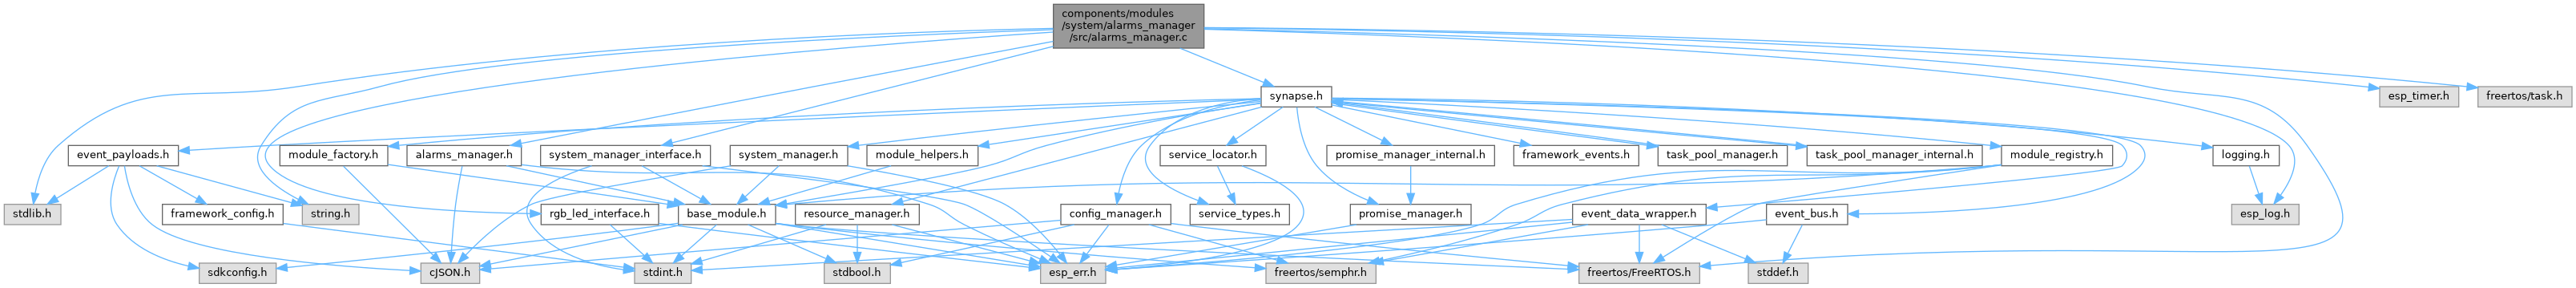 components/modules
/system/alarms_manager
/src/alarms_manager.c
synapse.h
esp_timer.h
freertos/task.h
event_payloads.h
module_factory.h
alarms_manager.h
system_manager_interface.h
system_manager.h
module_helpers.h
service_locator.h
promise_manager_internal.h
framework_events.h
task_pool_manager.h
task_pool_manager_internal.h
module_registry.h
logging.h
stdlib.h
framework_config.h
string.h
rgb_led_interface.h
base_module.h
resource_manager.h
config_manager.h
service_types.h
promise_manager.h
event_data_wrapper.h
event_bus.h
esp_log.h
sdkconfig.h
cJSON.h
stdint.h
stdbool.h
esp_err.h
freertos/semphr.h
freertos/FreeRTOS.h
stddef.h